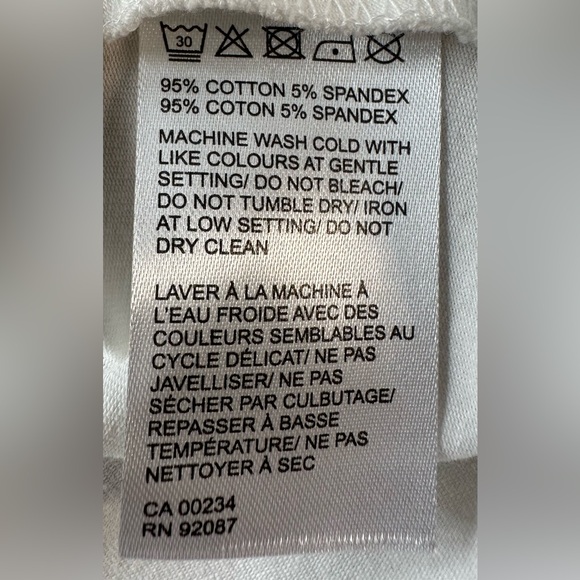 30
95% COTTON 5% SPANDEX
95% COTON 5% SPANDEX
MACHINE WASH COLD WITH
LIKE COLOURS AT GENTLE
SETTING/ DO NOT BLEACH/
DO NOT TUMBLE DRY/ IRON
AT LOW SETTING/ DO NOT
DRY CLEAN
LAVER À LA MACHINE À
L'EAU FROIDE AVEC DES
COULEURS SEMBLABLES AU
CYCLE DÉLICAT/ NE PAS
JAVELLISER/ NE PAS
SÉCHER PAR CULBUTAGE/
REPASSER À BASSE
TEMPÉRATURE/ NE PAS
NETTOYER À SEC
CA 00234
RN 92087